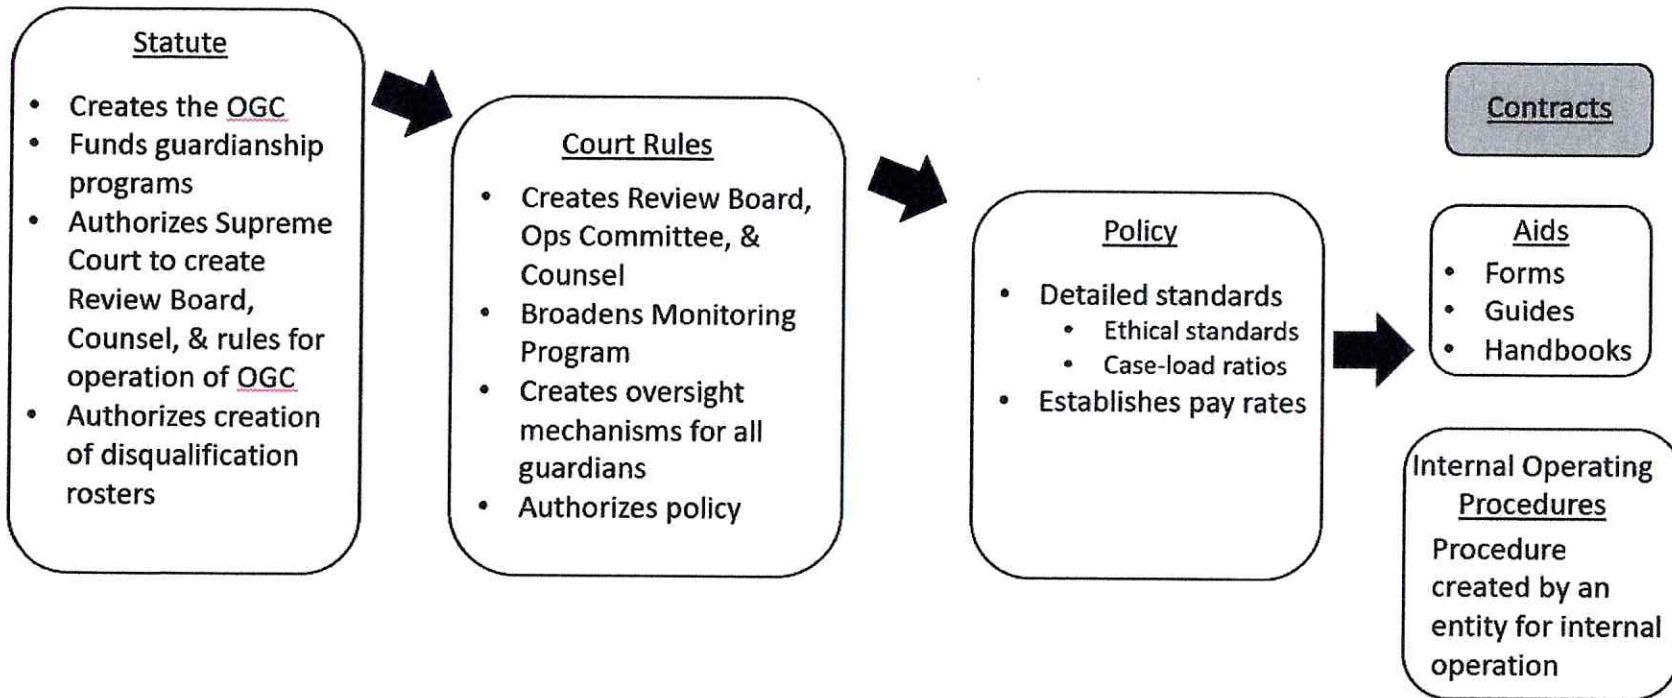 Statute
• Creates the OGC
• Funds guardianship
programs
• Authorizes Supreme
Court to create
Review Board,
Counsel, & rules for
operation of OGC
• Authorizes creation
of disqualification
rosters
Court Rules
• Creates Review Board,
Ops Committee, &
Counsel
• Broadens Monitoring
Program
• Creates oversight
mechanisms for all
guardians
• Authorizes policy
Policy
• Detailed standards
• Ethical standards
• Case-load ratios
• Establishes pay rates
Contracts
Aids
• Forms
• Guides
• Handbooks
Internal Operating
Procedures
Procedure
created by an
entity for internal
operation